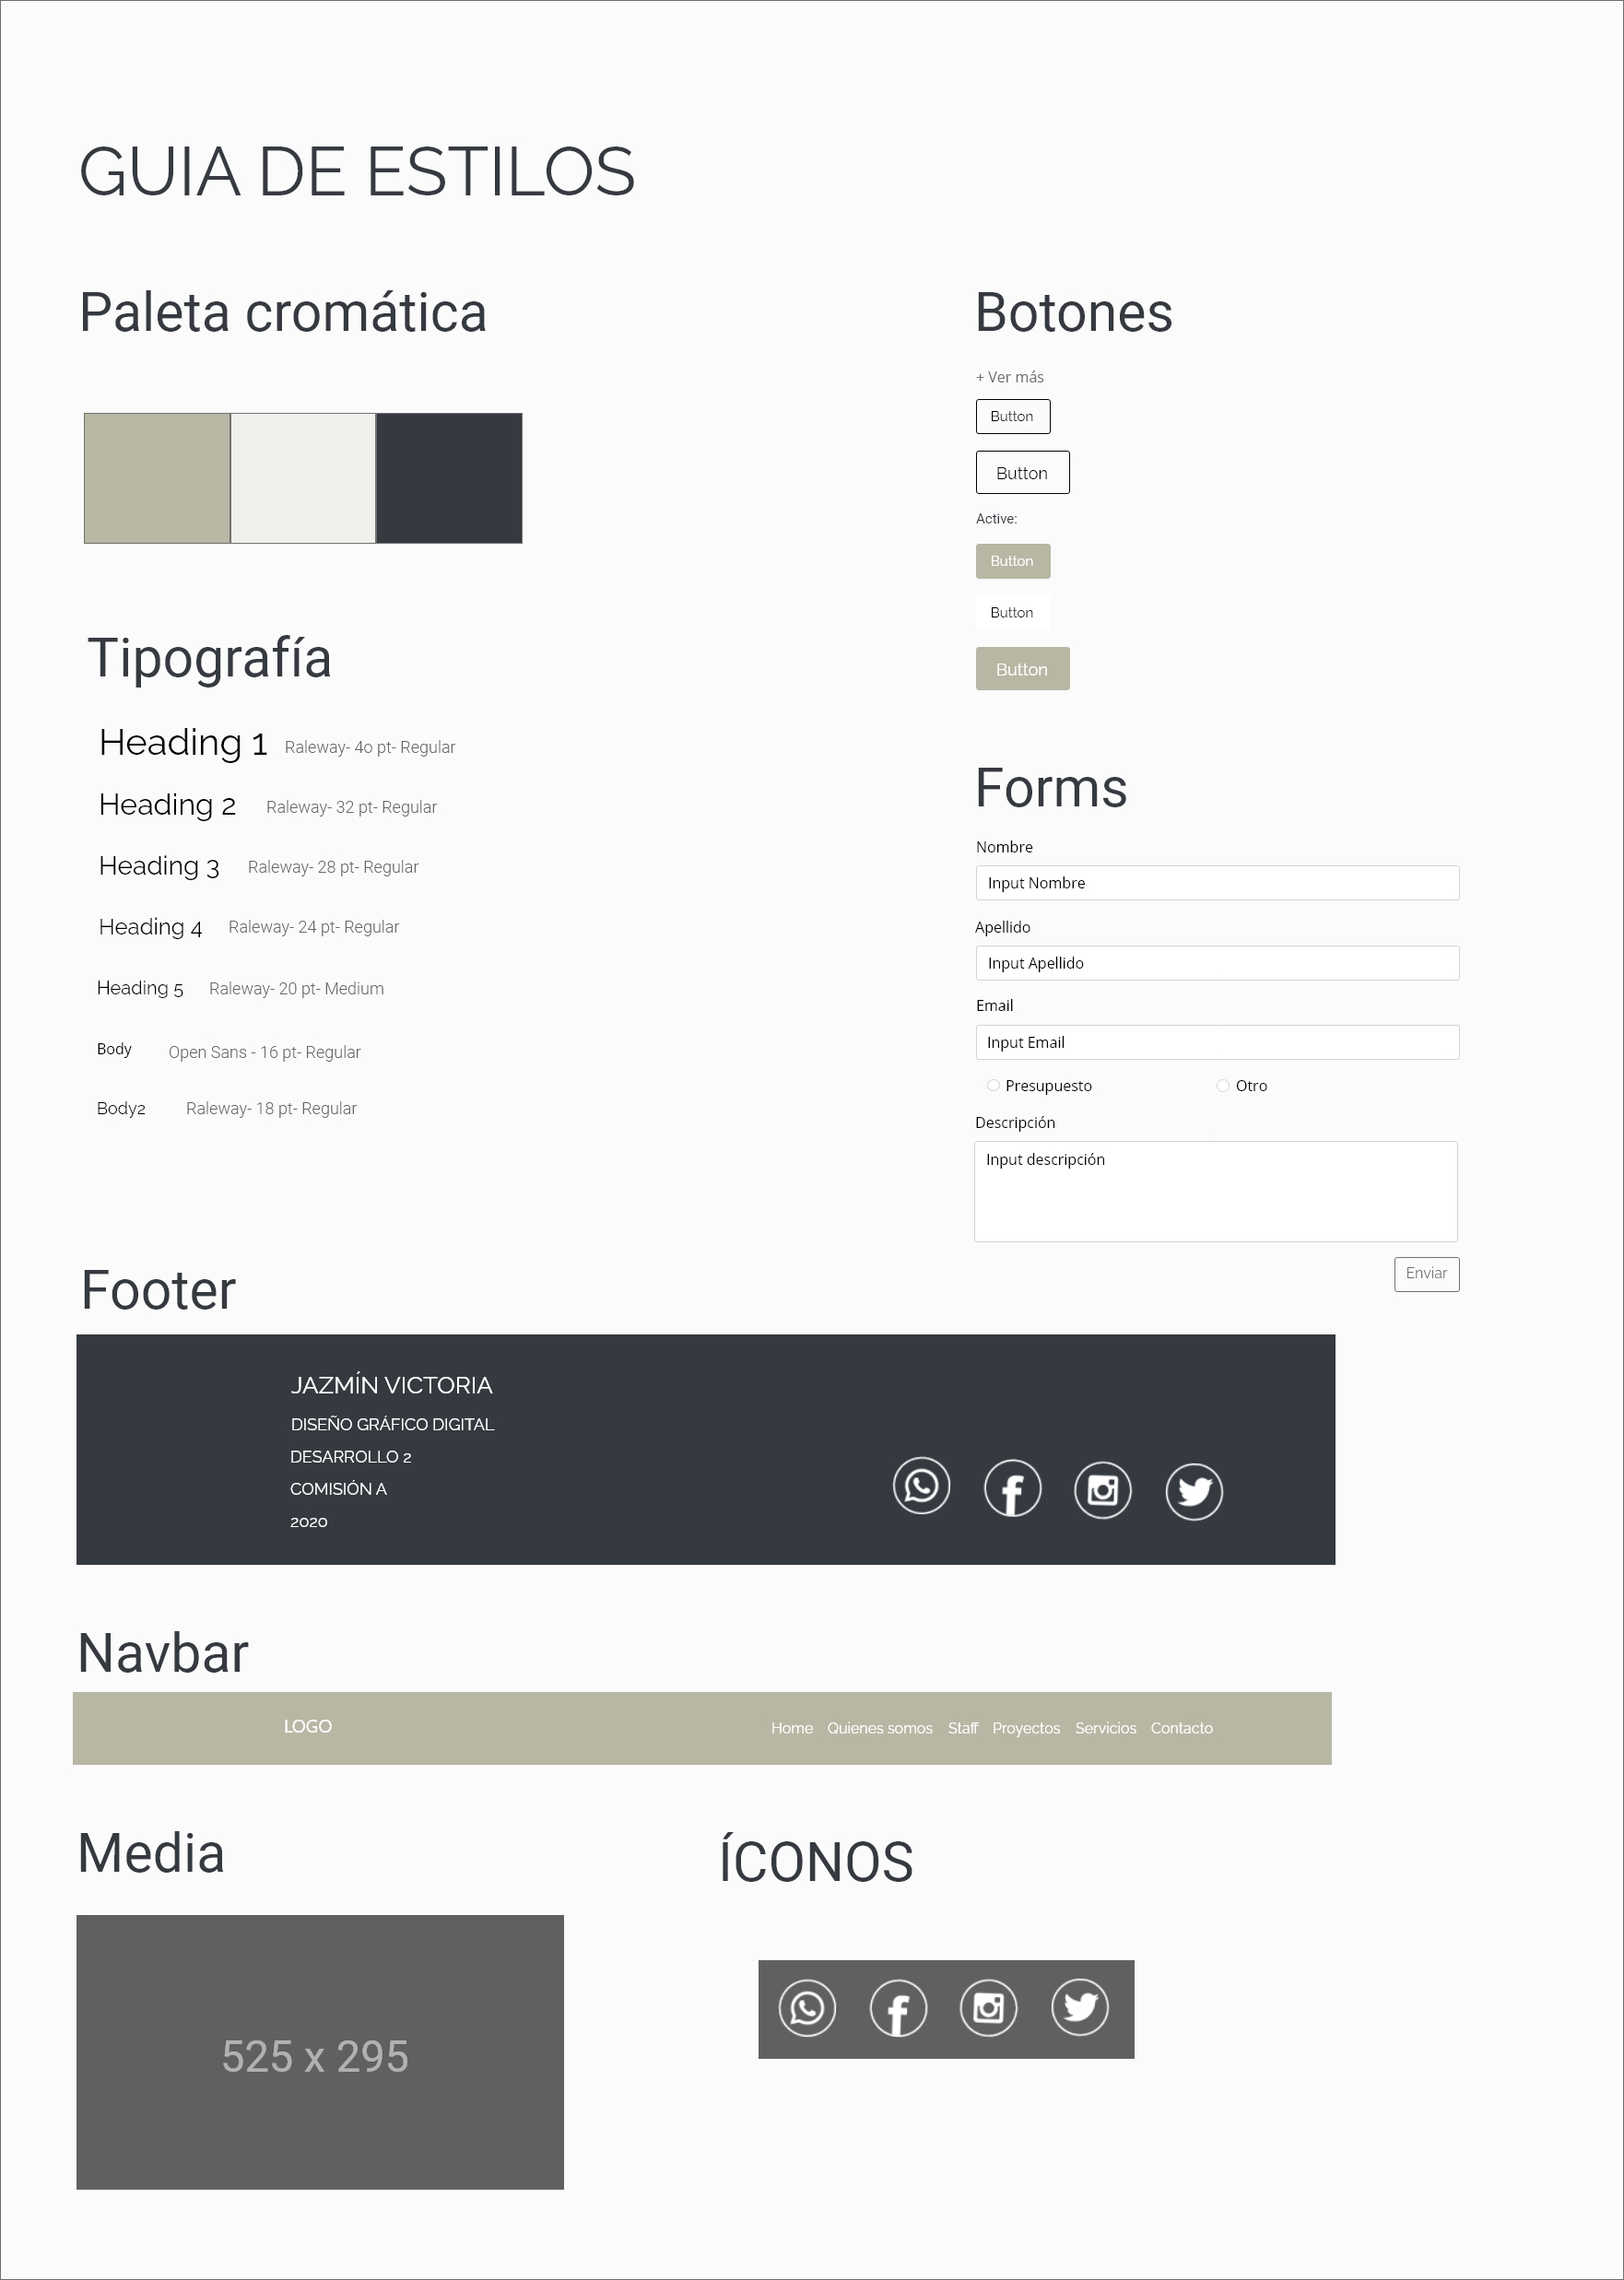 GUIA DE ESTILOS
Paleta cromática
Tipografía
Heading 1 Raleway- 4o pt- Regular
Heading 2 Raleway- 32 pt- Regular
Heading 3 Raleway- 28 pt- Regular
Heading 4 Raleway- 24 pt- Regular
Heading 5 Raleway- 20 pt- Medium
Body Open Sans - 16 pt- Regular
Body2 Raleway- 18 pt- Regular
Botones
+ Ver más
Button
Button
Active:
Button
Button
Button
Forms
Nombre
Input Nombre
Apellido
Input Apellido
Email
Input Email
Presupuesto Otro
Descripción
Input descripción
Enviar
Footer
JAZMÍN VICTORIA
DISEÑO GRÁFICO DIGITAL
DESARROLLO 2
COMISIÓN A
2020
Navbar
LOGO Home Quienes somos Staff Proyectos Servicios Contacto
Media
525 x 295
ÍCONOS